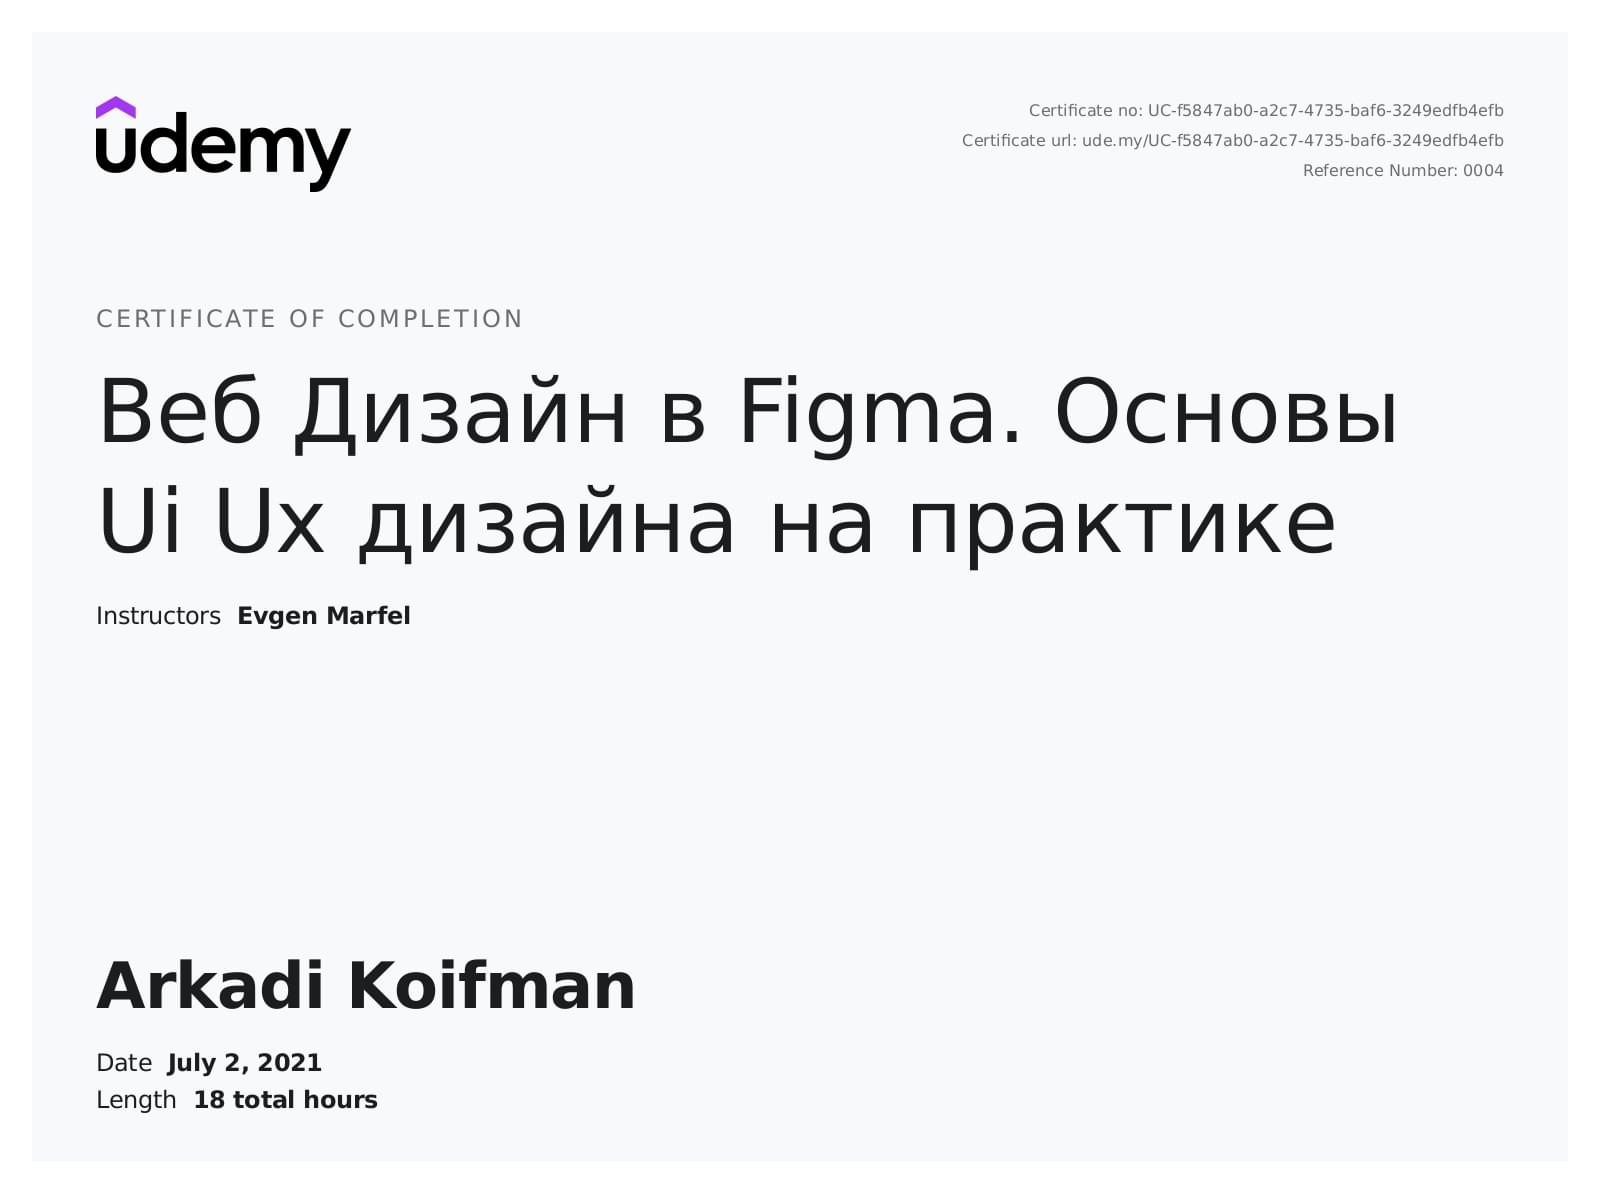 udemy
Certificate no: UC-f5847ab0-a2c7-4735-baf6-3249edfb4efb
Certificate url: ude.my/UC-f5847ab0-a2c7-4735-baf6-3249edfb4efb
Reference Number: 0004
CERTIFICATE OF COMPLETION
Веб Дизайн в Figma. Основы
Ui Ux дизайна на практике
Instructors Evgen Marfel
Arkadi Koifman
Date July 2, 2021
Length 18 total hours